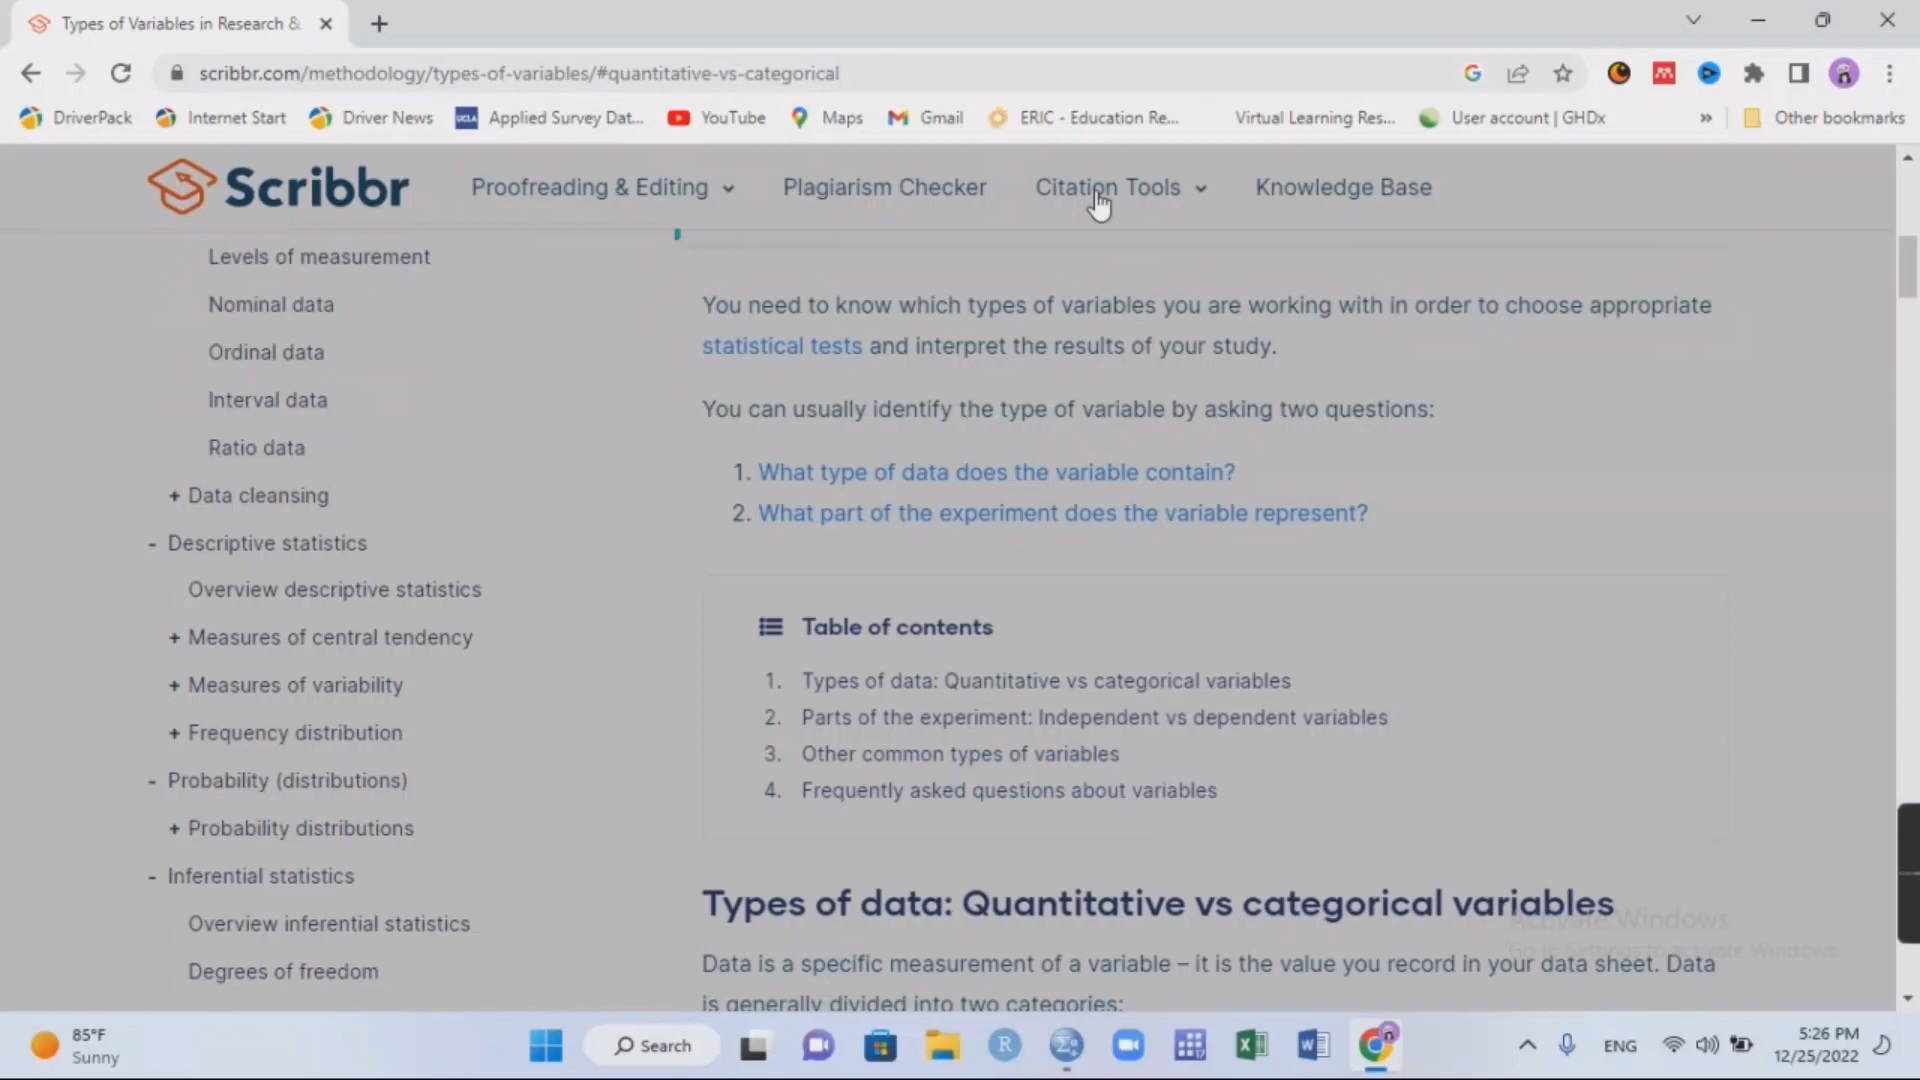 Types of Variables in Research &
scribbr.com/methodology/types-of-variables/#quantitative-vs-categorical
DriverPack
Internet Start
Driver News
UCLA
Applied Survey Dat...
YouTube
Maps
Gmail
ERIC - Education Re...
Virtual Learning Res...
User account | GHDx
»
Other bookmarks
Scribbr
Proofreading & Editing
Plagiarism Checker
Citation Tools
Knowledge Base
Levels of measurement
Nominal data
Ordinal data
Interval data
Ratio data
+ Data cleansing
- Descriptive statistics
Overview descriptive statistics
+ Measures of central tendency
+ Measures of variability
+ Frequency distribution
- Probability (distributions)
+ Probability distributions
- Inferential statistics
Overview inferential statistics
Degrees of freedom
You need to know which types of variables you are working with in order to choose appropriate
statistical tests and interpret the results of your study.
You can usually identify the type of variable by asking two questions:
1. What type of data does the variable contain?
2. What part of the experiment does the variable represent?
Table of contents
1. Types of data: Quantitative vs categorical variables
2. Parts of the experiment: Independent vs dependent variables
3. Other common types of variables
4. Frequently asked questions about variables
Types of data: Quantitative vs categorical variables
Data is a specific measurement of a variable – it is the value you record in your data sheet. Data
is generally divided into two categories:
Activate Windows
Go to Settings to activate Windows.
85°F
Sunny
Search
ENG
5:26 PM
12/25/2022